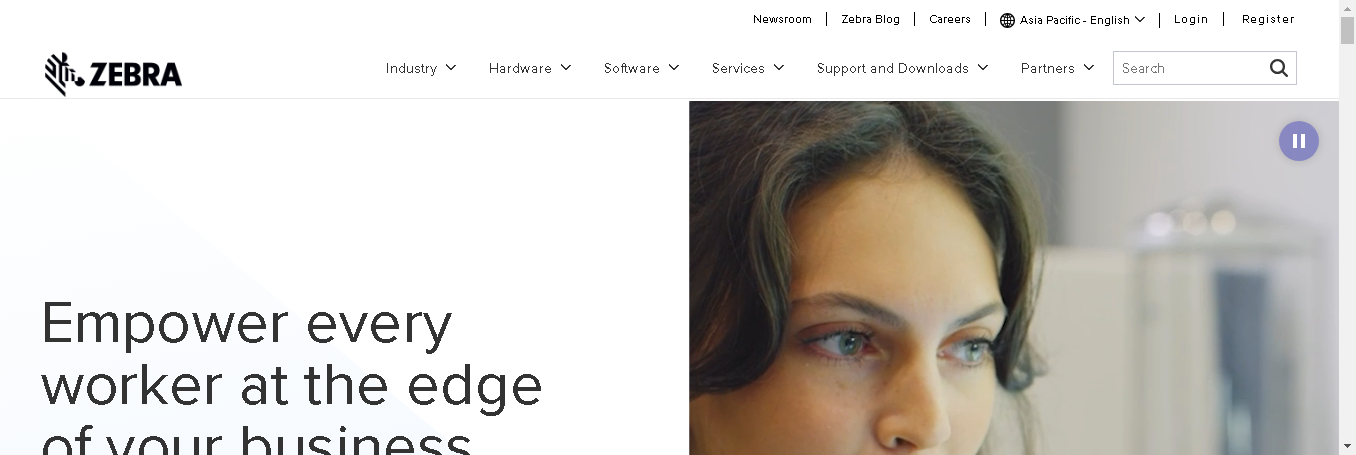 Newsroom Zebra Blog Careers Asia Pacific - English Login Register
ZEBRA Industry Hardware Software Services Support and Downloads Partners Search
Empower every
worker at the edge
of your business